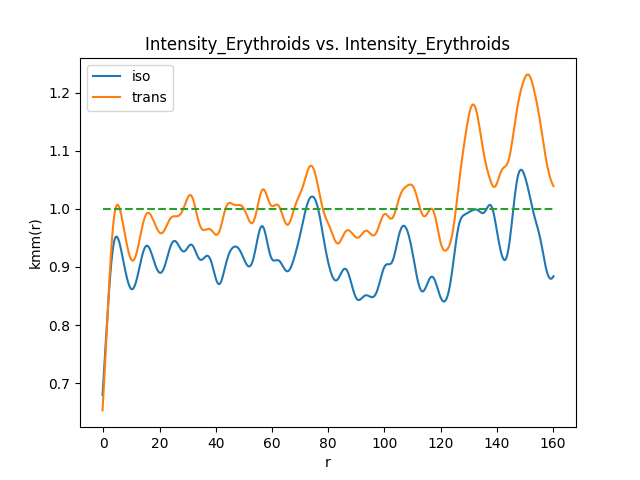 Intensity_Erythroids vs. Intensity_Erythroids
iso
trans
kmm(r)
1.2
1.1
1.0
0.9
0.8
0.7
0 20 40 60 80 100 120 140 160
r